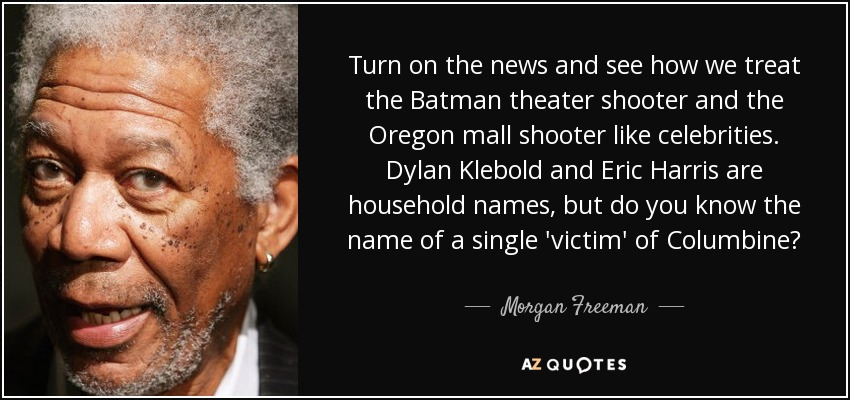 Turn on the news and see how we treat
the Batman theater shooter and the
Oregon mall shooter like celebrities.
Dylan Klebold and Eric Harris are
household names, but do you know the
name of a single 'victim' of Columbine?
Morgan Freeman
AZ QUOTES